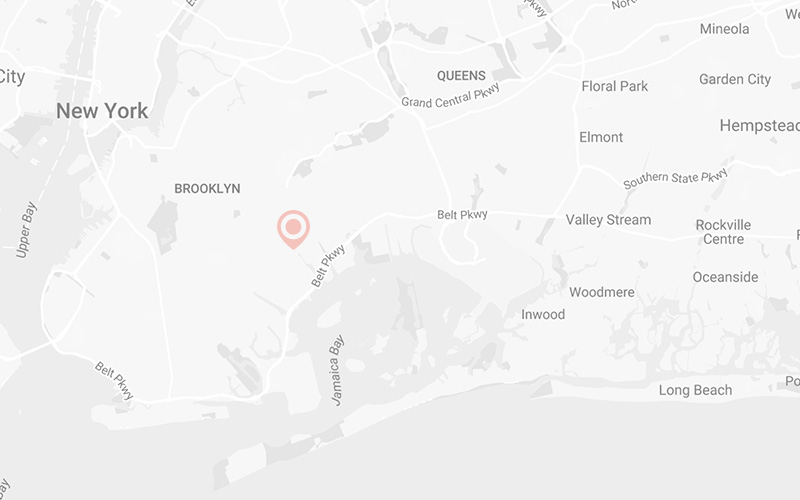 Mineola
City
QUEENS
Floral Park
Garden City
New York
Grand Central Pkwy
Hempstead
Elmont
BROOKLYN
Southern State Pkwy
Upper Bay
Belt Pkwy
Valley Stream
Rockville
Centre
Belt Pkwy
Oceanside
Woodmere
Inwood
Jamaica Bay
Belt Pkwy
Long Beach